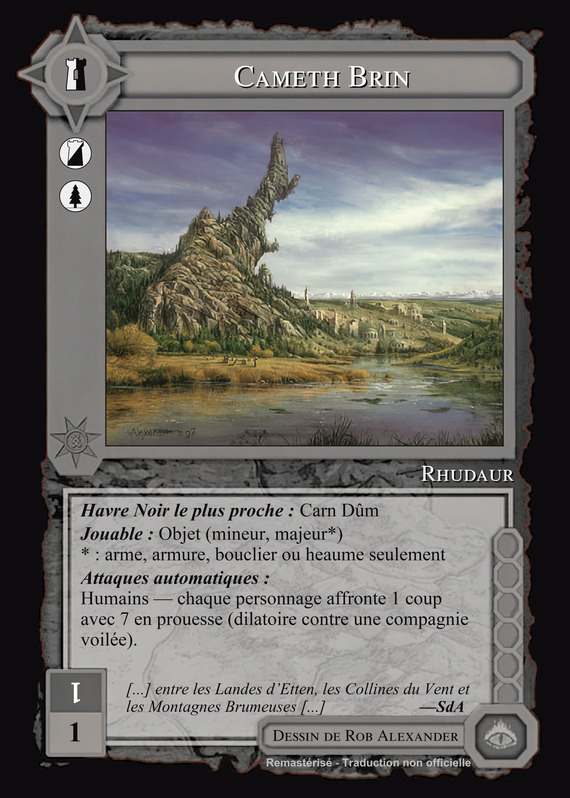 Cameth Brin
Alexander 97
Rhudaur
Havre Noir le plus proche : Carn Dûm
Jouable : Objet (mineur, majeur*)
* : arme, armure, bouclier ou heaume seulement
Attaques automatiques :
Humains — chaque personnage affronte 1 coup
avec 7 en prouesse (dilatoire contre une compagnie
voilée).
[...] entre les Landes d’Etten, les Collines du Vent et
les Montagnes Brumeuses [...] —SdA
1
1
Dessin de Rob Alexander
Remastérisé - Traduction non officielle